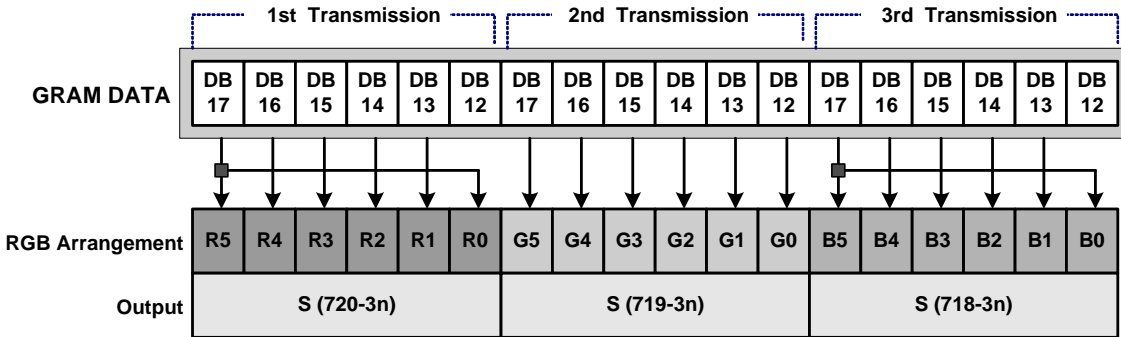 1st Transmission 2nd Transmission 3rd Transmission
GRAM DATA DB 17 DB 16 DB 15 DB 14 DB 13 DB 12 DB 17 DB 16 DB 15 DB 14 DB 13 DB 12 DB 17 DB 16 DB 15 DB 14 DB 13 DB 12
RGB Arrangement R5 R4 R3 R2 R1 R0 G5 G4 G3 G2 G1 G0 B5 B4 B3 B2 B1 B0
Output S (720-3n) S (719-3n) S (718-3n)